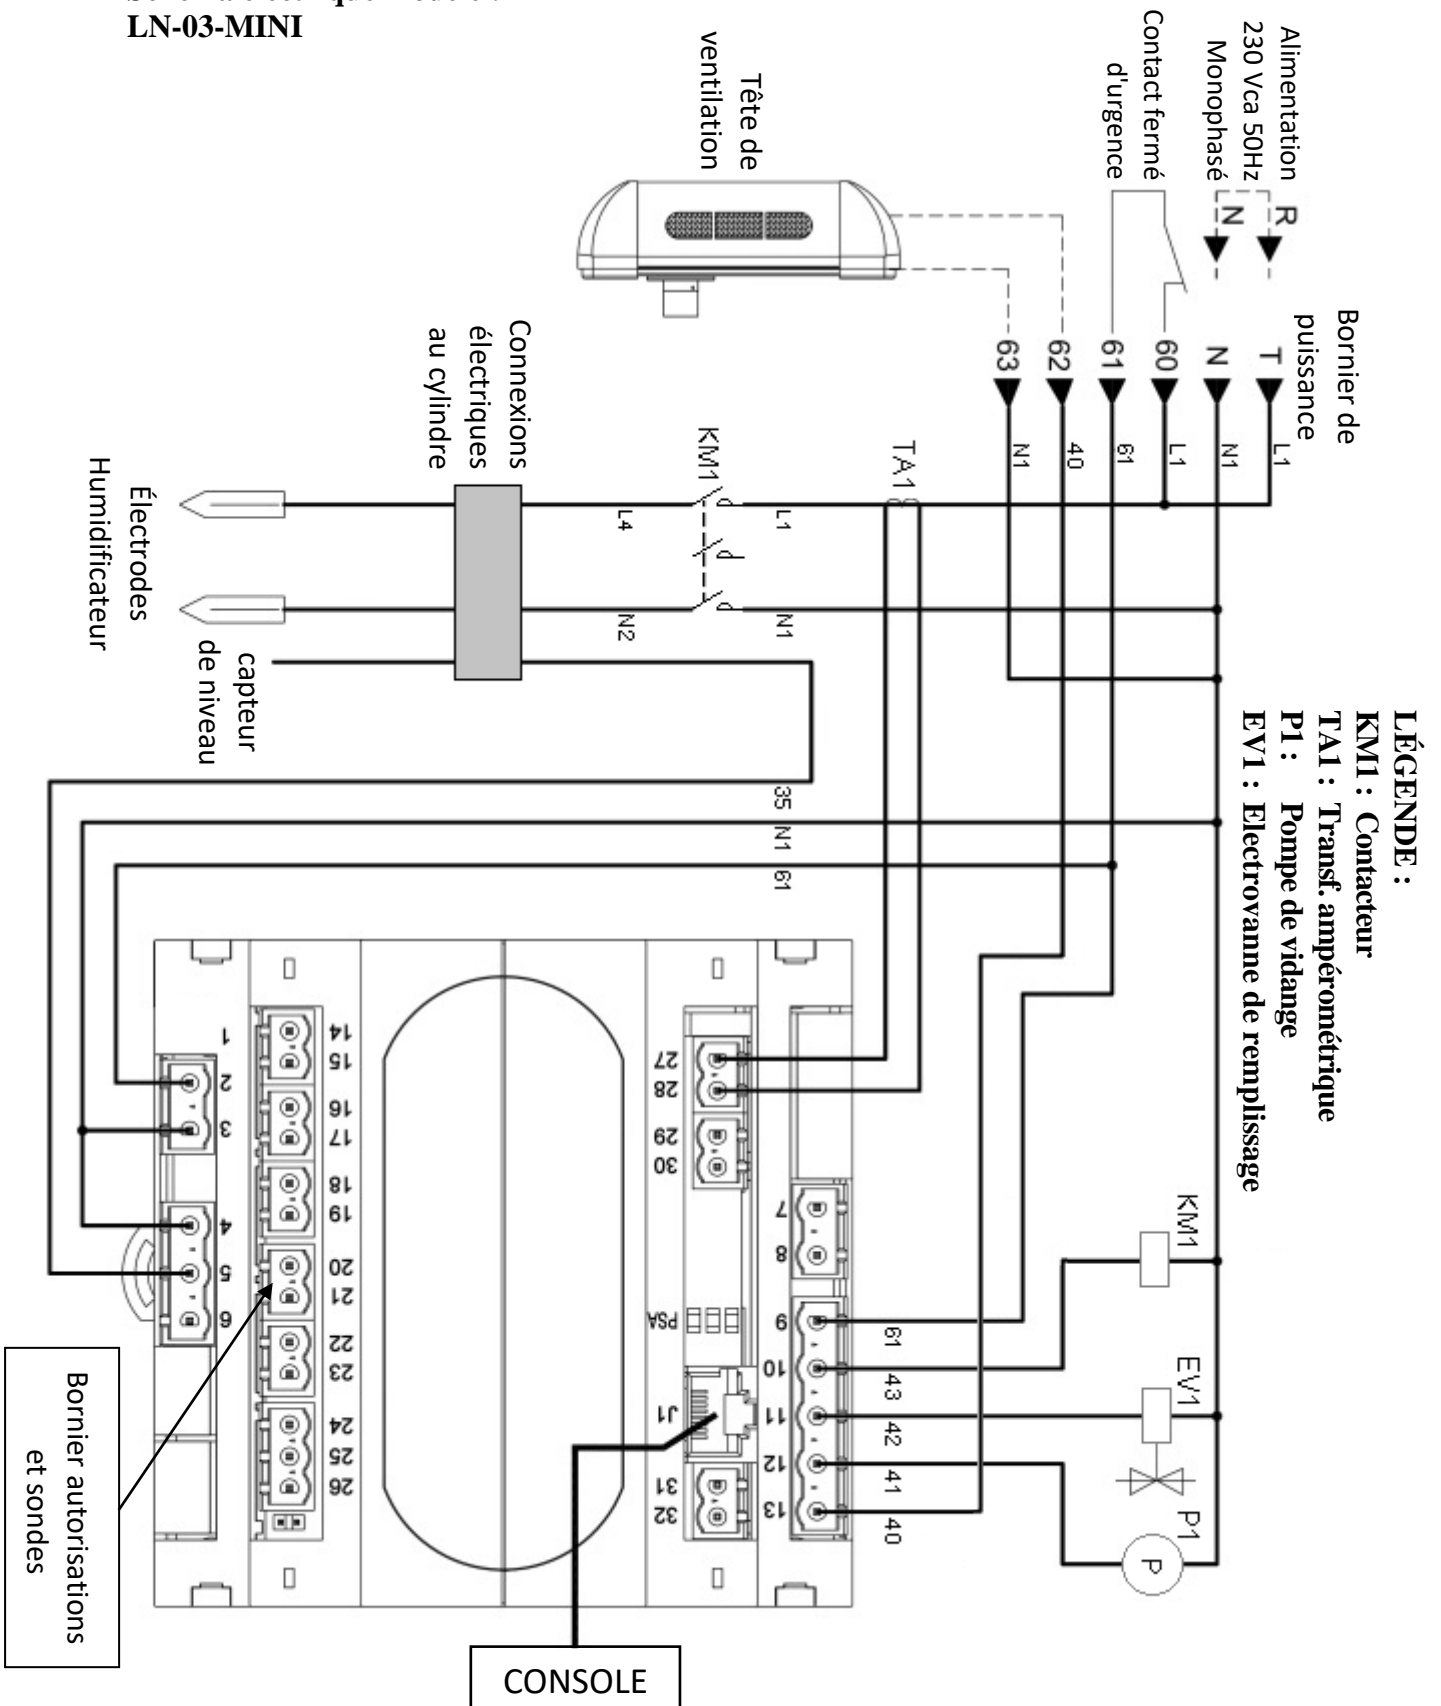 LN-03-MINI
Alimentation
230 Vca 50Hz
Monophasé
Contact fermé
d'urgence
Tête de
ventilation
R
N
Bornier de
puissance
T
N
60
61
62
63
L1
N1
L1
61
40
N1
TA1
KM1
L1
L4
N1
N2
Connexions
électriques
au cylindre
Électrodes
Humidificateur
capteur
de niveau
LÉGENDE :
KM1 : Contacteur
TA1 : Transf. ampérométrique
P1 : Pompe de vidange
EV1 : Electrovanne de remplissage
35
N1
61
KM1
EV1
P1
P
61
43
42
41
40
1
2
3
4
5
6
14
15
16
17
18
19
20
21
22
23
24
25
26
27
28
29
30
PSA
J1
31
32
7
8
9
10
11
12
13
Bornier autorisations
et sondes
CONSOLE